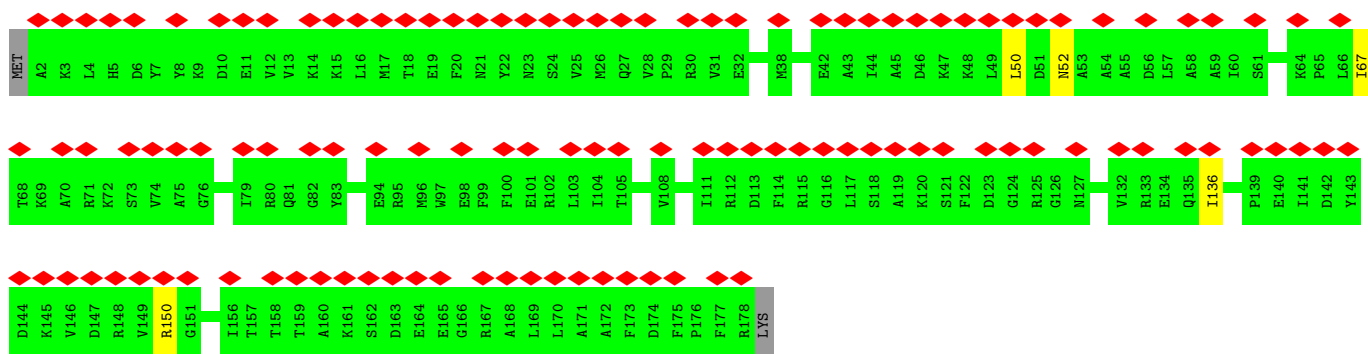 MET A2 K3 L4 H5 D6 Y7 Y8 K9 D10 E11 V12 V13 K14 K15 L16 M17 T18 E19 F20 N21 Y22 N23 S24 V25 M26 Q27 V28 P29 R30 V31 E32 M38 E42 A43 I44 A45 D46 K47 K48 L49 L50 D51 N52 A53 A54 A55 D56 L57 A58 A59 I60 S61 K64 P65 L66 I67
T68 K69 A70 R71 K72 S73 V74 A75 G76 I79 R80 Q81 G82 Y83 E94 R95 M96 W97 E98 F99 F100 E101 R102 L103 I104 T105 V108 I111 R112 D113 F114 R115 G116 L117 S118 A119 K120 S121 F122 D123 G124 R125 G126 N127 V132 R133 E134 Q135 I136 P139 E140 I141 D142 Y143
D144 K145 V146 D147 R148 V149 R150 G151 I156 T157 T158 T159 A160 K161 S162 D163 E164 E165 G166 R167 A168 L169 L170 A171 A172 F173 D174 F175 P176 F177 R178 LYS